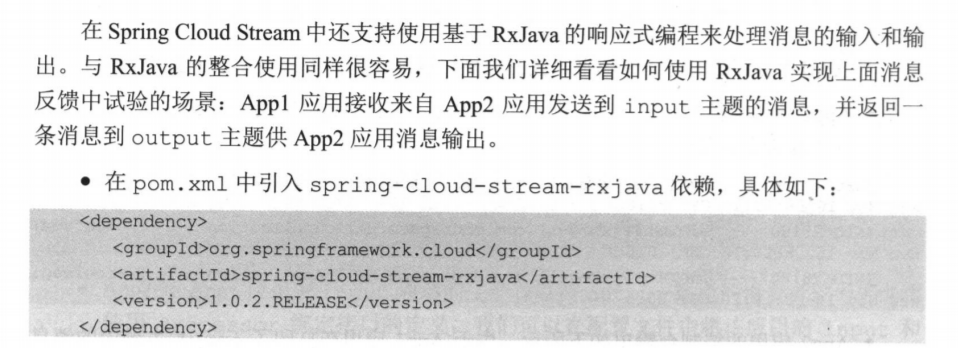 在 Spring Cloud Stream 中还支持使用基于 RxJava 的响应式编程来处理消息的输入和输
出。与 RxJava 的整合使用同样很容易，下面我们详细看看如何使用 RxJava 实现上面消息
反馈中试验的场景：App1 应用接收来自 App2 应用发送到 input 主题的消息，并返回一
条消息到 output 主题供 App2 应用消息输出。
● 在 pom.xml 中引入 spring-cloud-stream-rxjava 依赖，具体如下：
<dependency>
<groupId>org.springframework.cloud</groupId>
<artifactId>spring-cloud-stream-rxjava</artifactId>
<version>1.0.2.RELEASE</version>
</dependency>